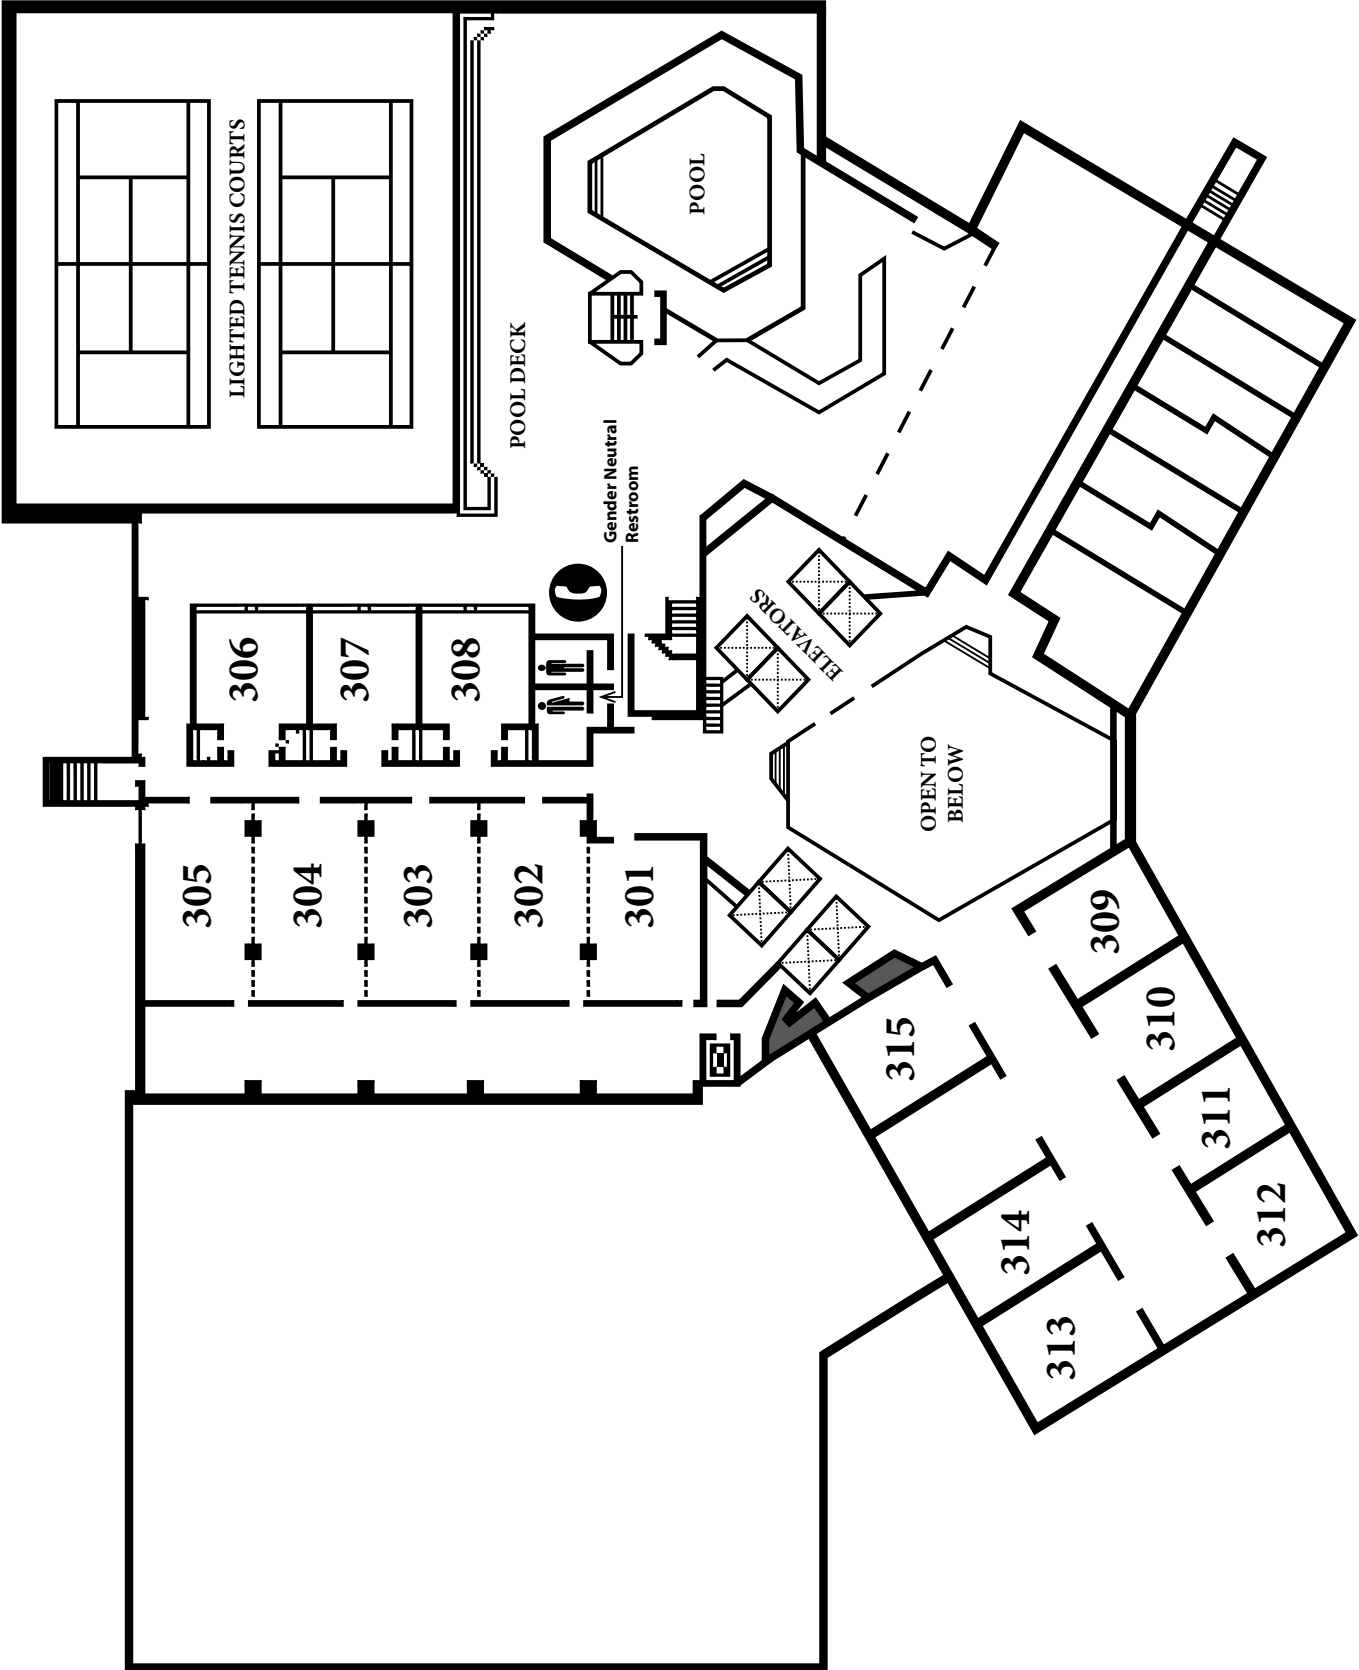 LIGHTED TENNIS COURTS
POOL
POOL DECK
Gender Neutral
Restroom
ELEVATORS
306
307
308
OPEN TO
BELOW
305
304
303
302
301
309
310
311
312
315
314
313